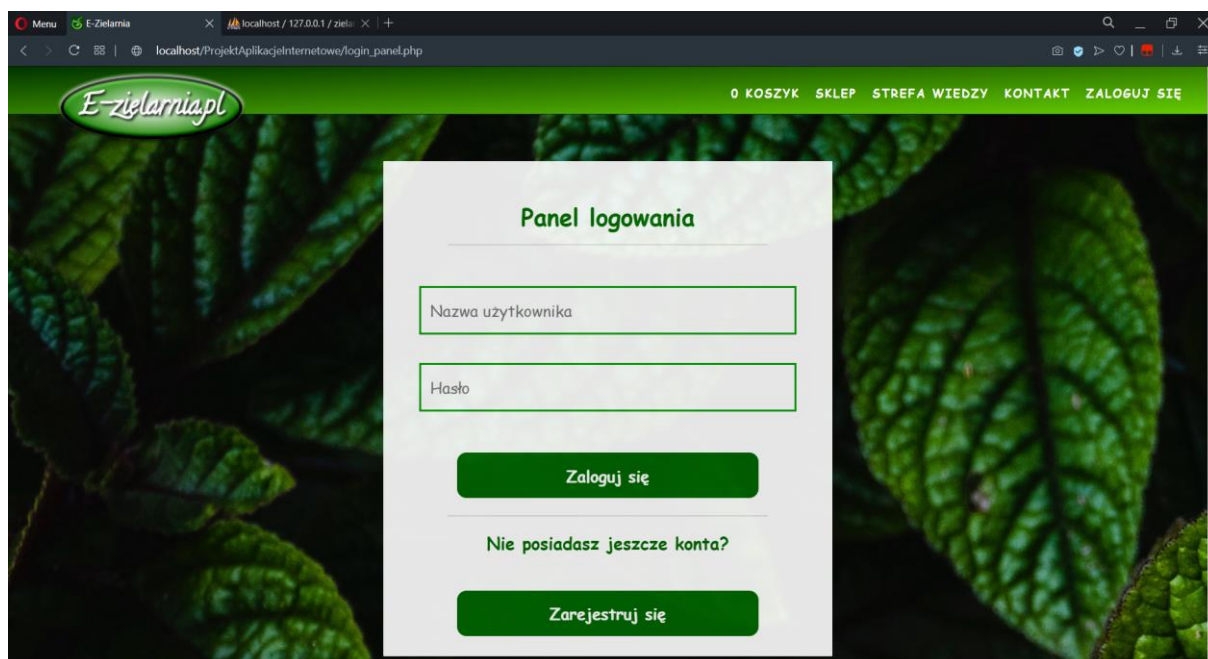 Menu
E-Zielarnia
localhost / 127.0.0.1 / ziela
localhost/ProjektAplikacjeInternetowe/login_panel.php
E-zielarnia.pl
0 KOSZYK SKLEP STREFA WIEDZY KONTAKT ZALOGUJ SIĘ
Panel logowania
Nazwa użytkownika
Hasło
Zaloguj się
Nie posiadasz jeszcze konta?
Zarejestruj się